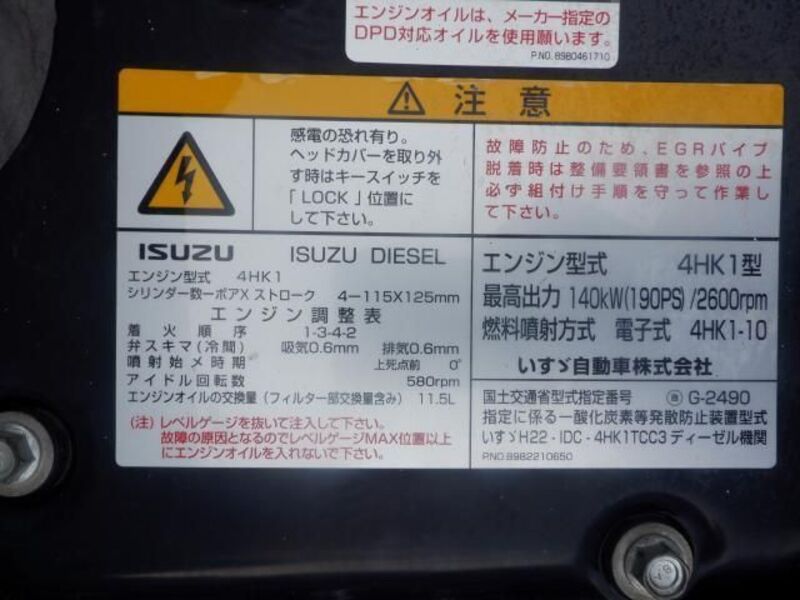 エンジンオイルは、メーカー指定の
DPD対応オイルを使用願います。
P.NO. 8980461710
注 意
感電の恐れ有り。
ヘッドカバーを取り外
す時はキースイッチを
「LOCK」位置に
して下さい。
故障防止のため、EGRパイプ
脱着時は整備要領書を参照の上
必ず組付け手順を守って作業し
て下さい。
ISUZU ISUZU DIESEL
エンジン型式 4HK1
シリンダー数ーボアX ストローク 4-115X125mm
エンジン調整表
着火順序 1-3-4-2
弁スキマ(冷間) 吸気0.6mm 排気0.6mm
噴射始メ時期 上死点前 0°
アイドル回転数 580rpm
エンジンオイルの交換量(フィルター部交換量含み) 11.5L
(注)レベルゲージを抜いて注入して下さい。
故障の原因となるのでレベルゲージMAX位置以上
にエンジンオイルを入れないで下さい。
エンジン型式 4HK1型
最高出力 140kW(190PS)/2600rpm
燃料噴射方式 電子式 4HK1-10
いすゞ自動車株式会社
国土交通省型式指定番号 G-2490
指定に係る一酸化炭素等発散防止装置型式
いすゞH22-IDC-4HK1TCC3ディーゼル機関
P.NO.8982210650